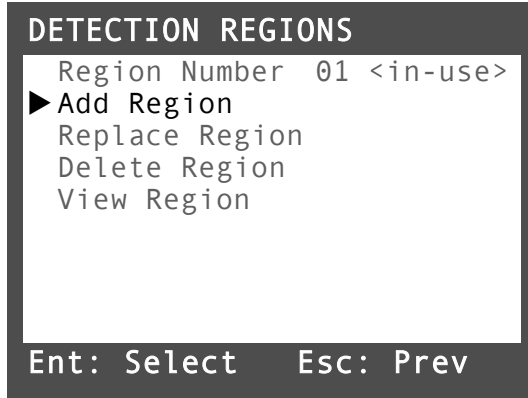 DETECTION REGIONS
Region Number 01 <in-use>
▶Add Region
Replace Region
Delete Region
View Region
Ent: Select Esc: Prev